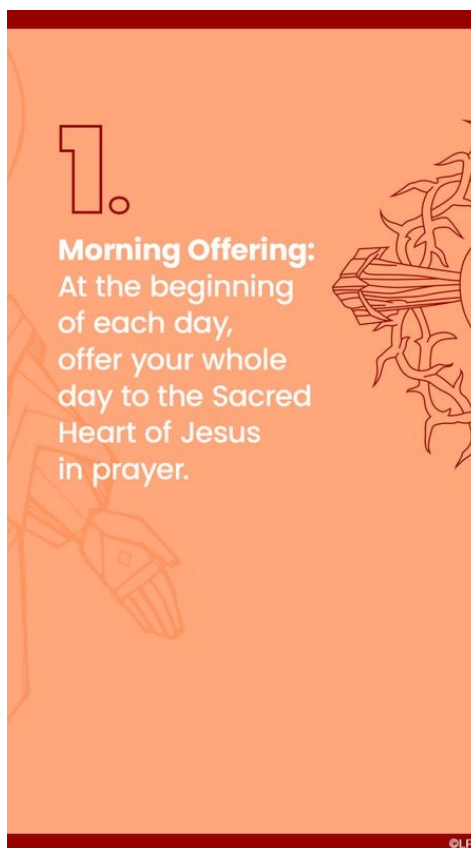 1.
Morning Offering:
At the beginning
of each day,
offer your whole
day to the Sacred
Heart of Jesus
in prayer.